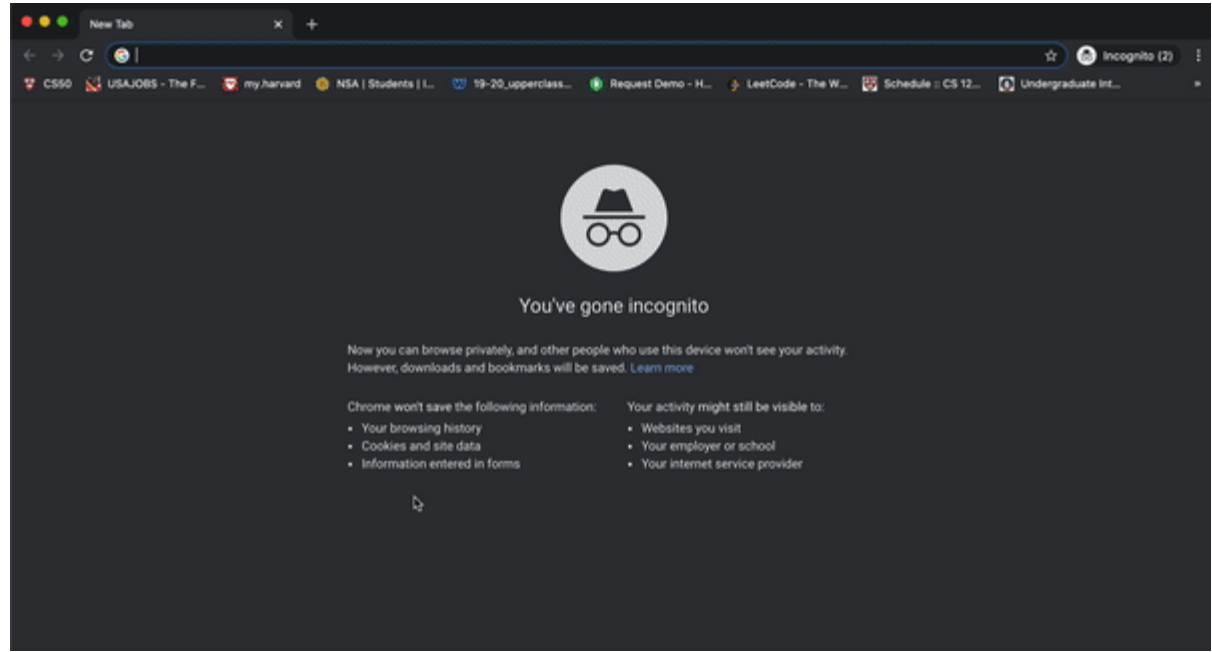 New Tab
Incognito (2)
CS50 USAJOBS - The F... my.harvard NSA | Students | I... 19-20_upperclass... Request Demo - H... LeetCode - The W... Schedule :: CS 12... Undergraduate Int...
You've gone incognito
Now you can browse privately, and other people who use this device won't see your activity.
However, downloads and bookmarks will be saved. Learn more
Chrome won't save the following information:
Your browsing history
Cookies and site data
Information entered in forms
Your activity might still be visible to:
Websites you visit
Your employer or school
Your internet service provider